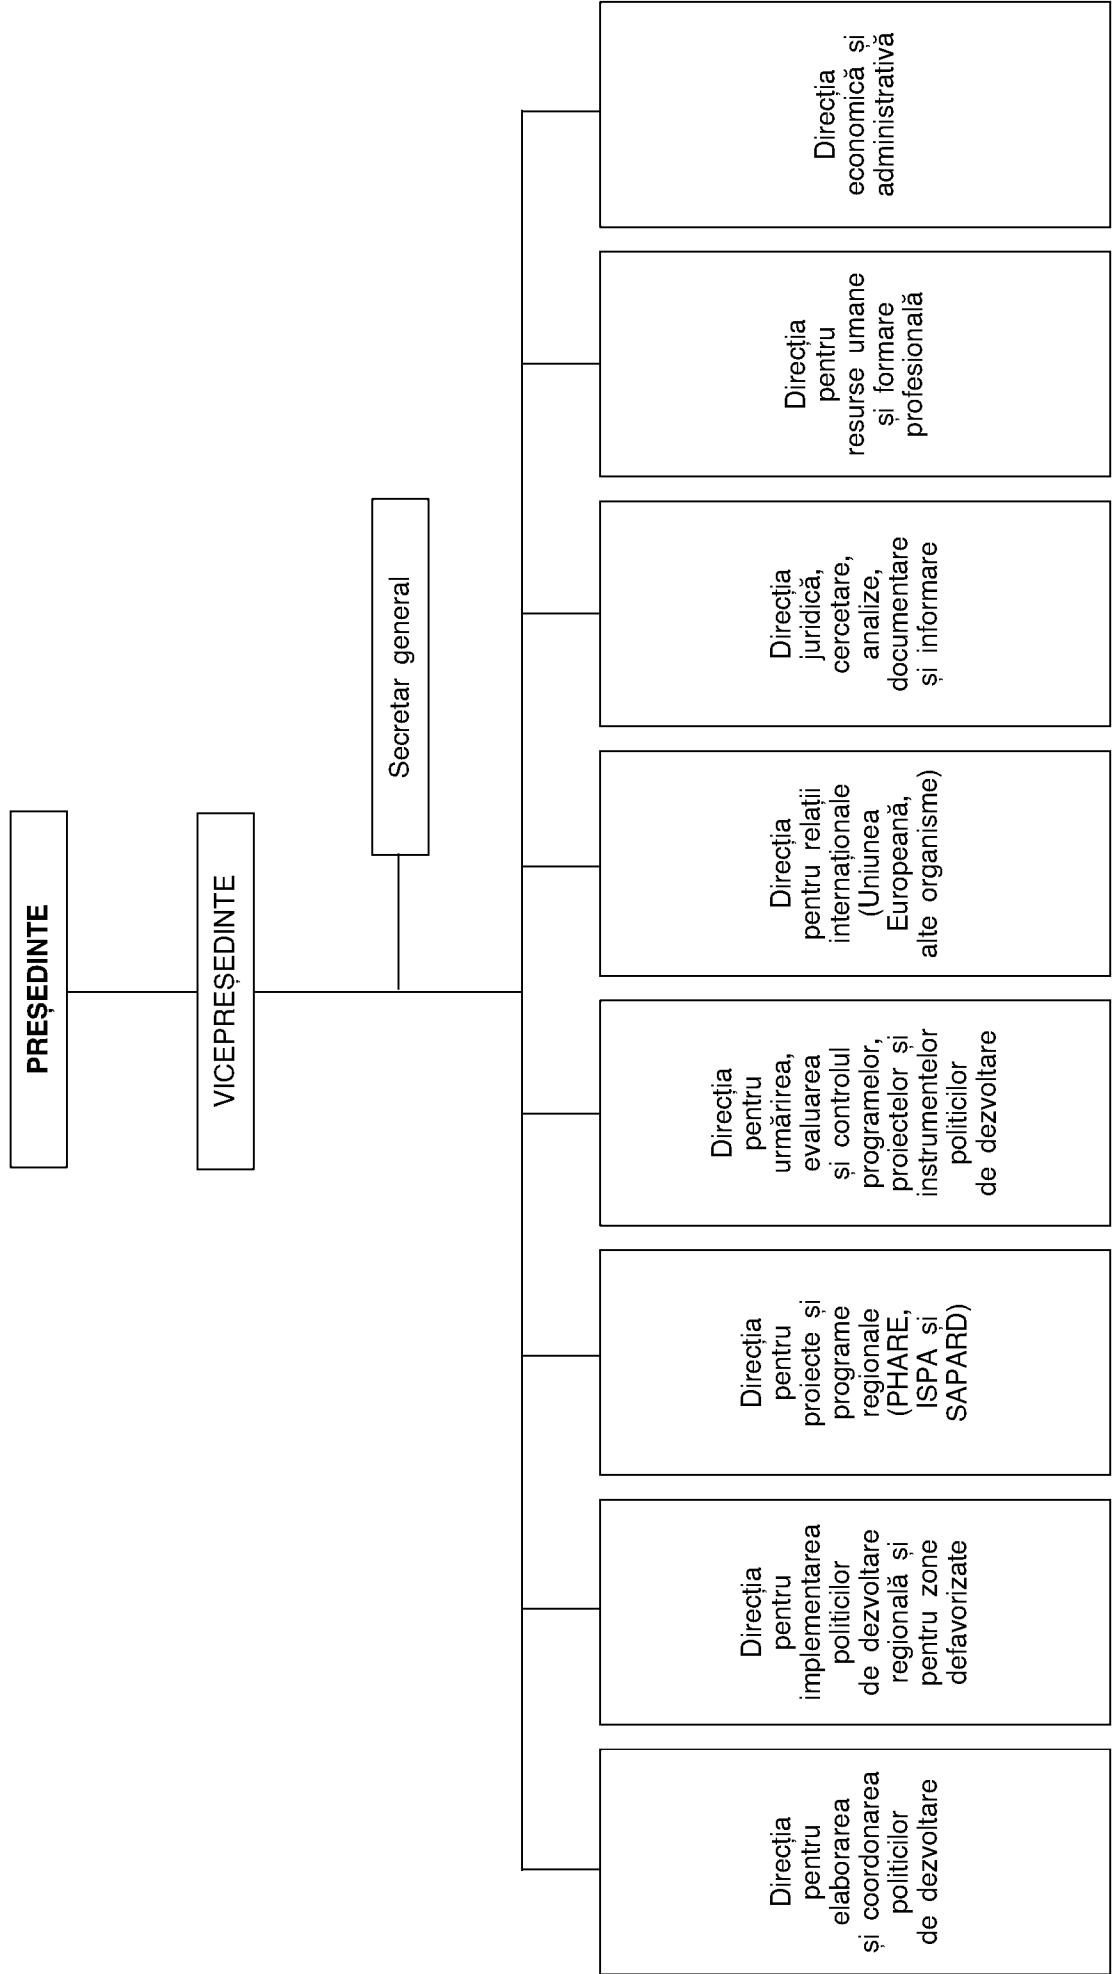 PREȘEDINTE
VICEPREȘEDINTE
Secretar general
Direcția
pentru
elaborarea
și coordonarea
politicilor
de dezvoltare
Direcția
pentru
implementarea
politicilor
de dezvoltare
regională și
pentru zone
defavorizate
Direcția
pentru
proiecte și
programe
regionale
(PHARE,
ISPA și
SAPARD)
Direcția
pentru
urmărirea,
evaluarea
și controlul
programelor,
proiectelor și
instrumentelor
politicilor
de dezvoltare
Direcția
pentru relații
internaționale
(Uniunea
Europeană,
alte organisme)
Direcția
juridică,
cercetare,
analize,
documentare
și informare
Direcția
pentru
resurse umane
și formare
profesională
Direcția
economică și
administrativă